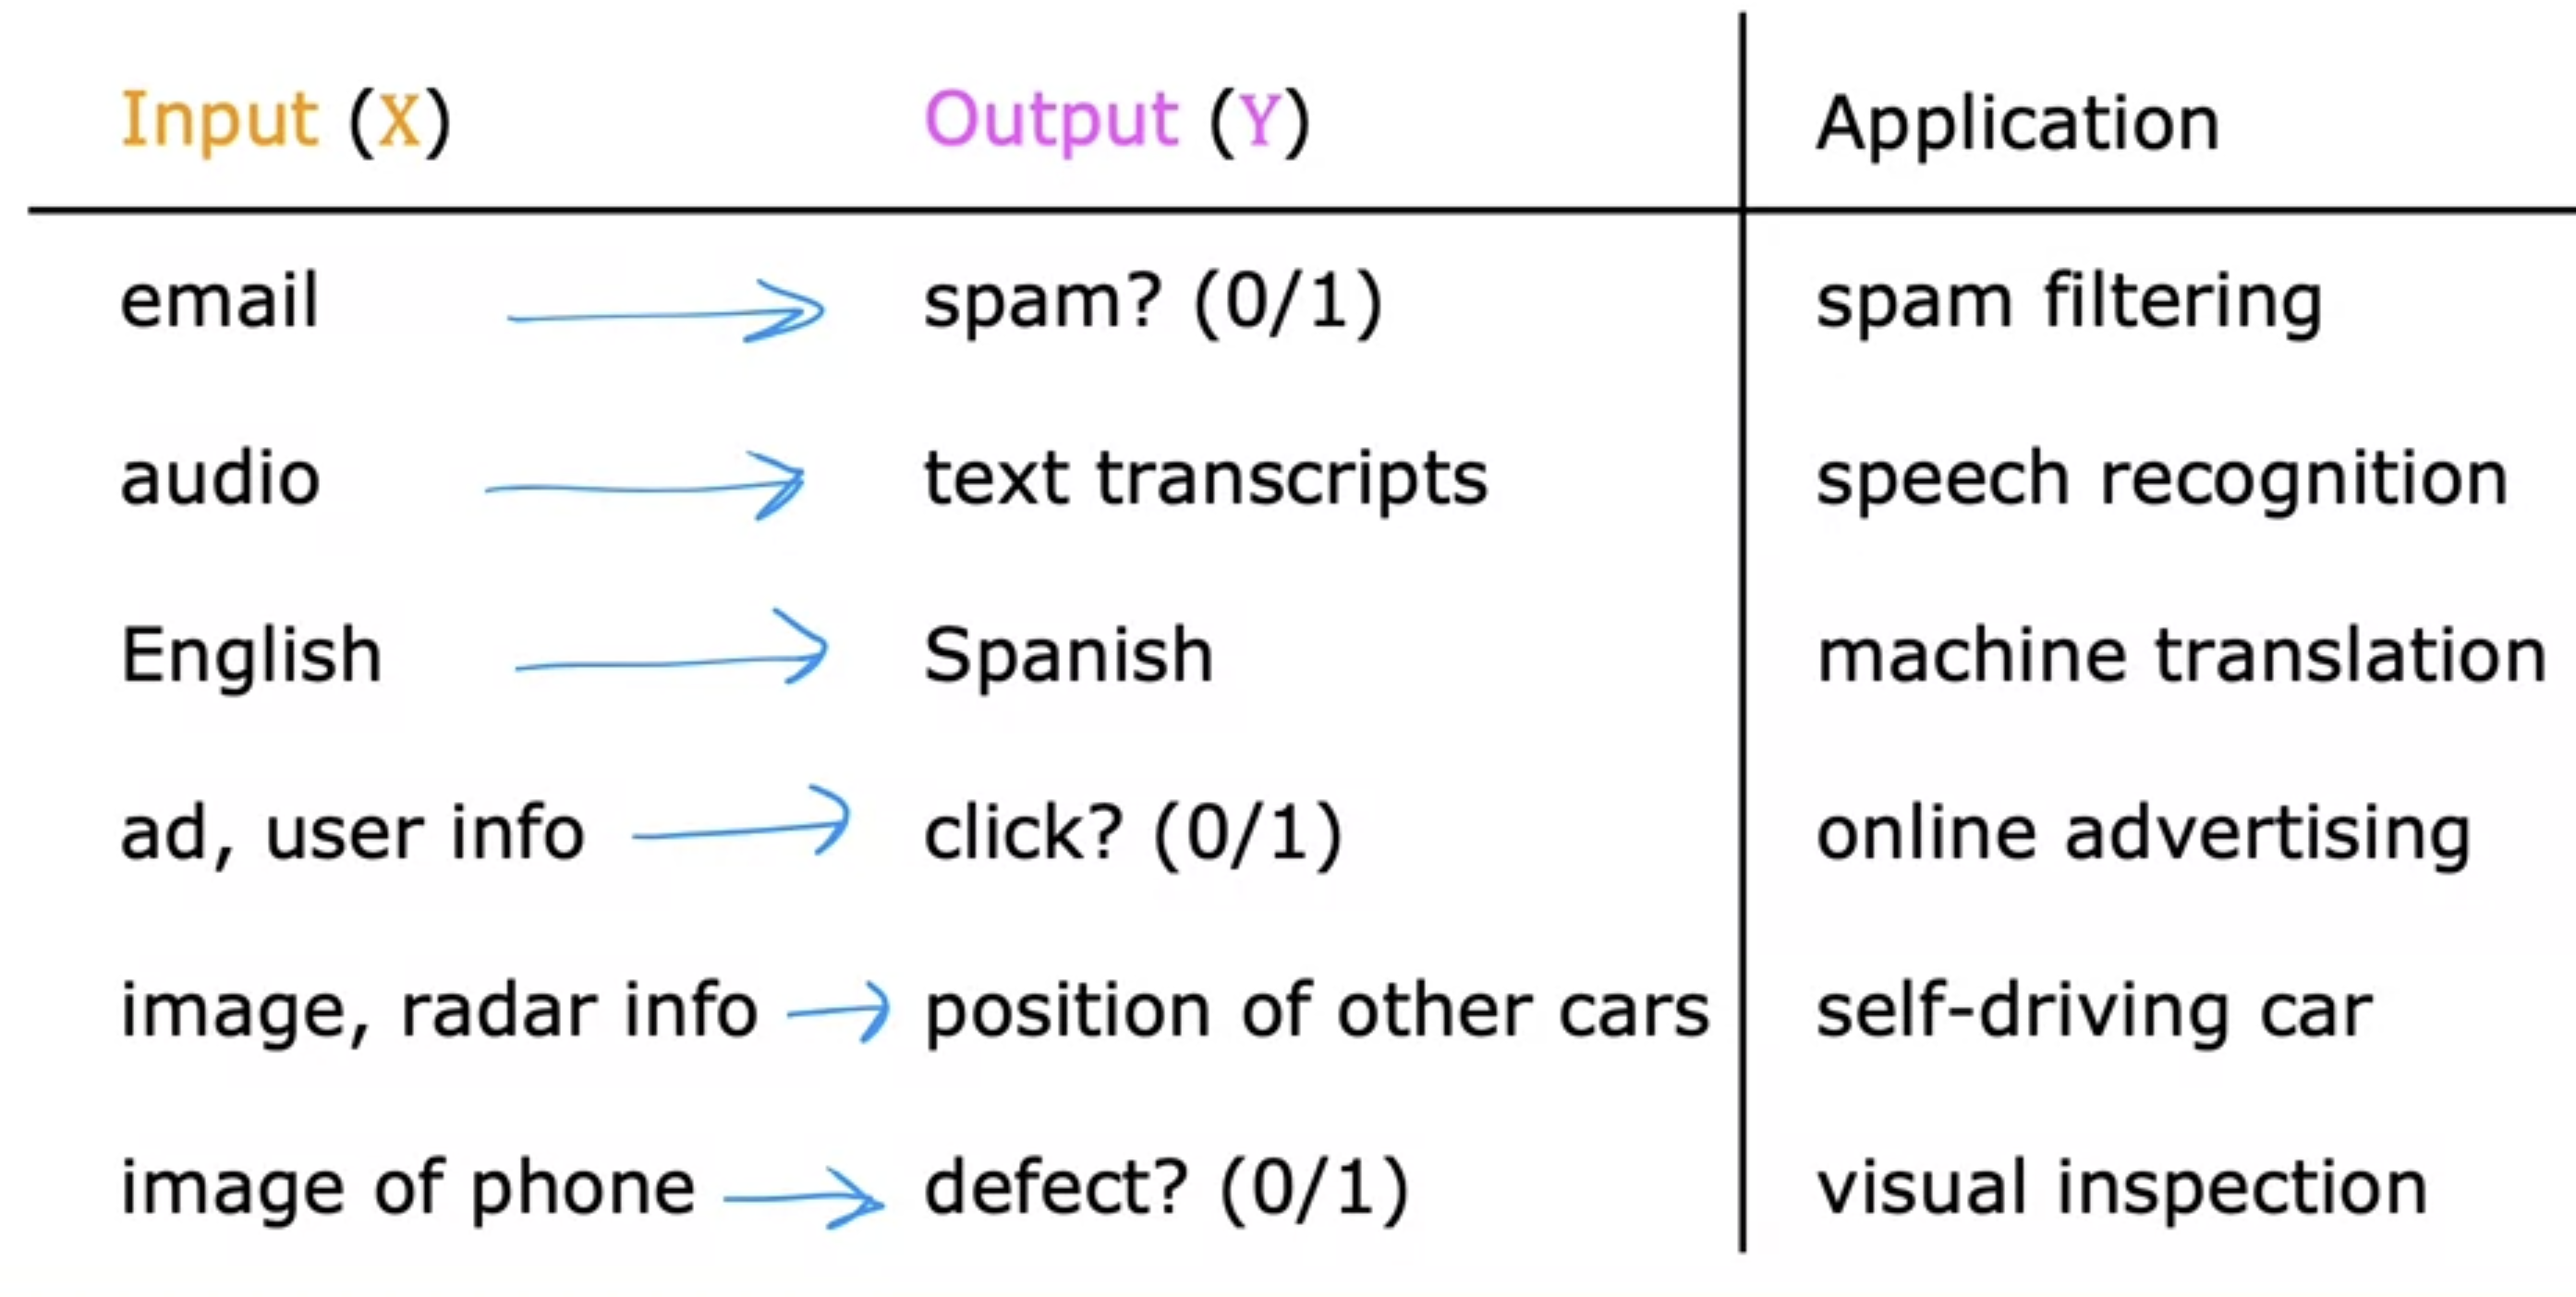 Input (X) Output (Y) Application
email spam? (0/1) spam filtering
audio text transcripts speech recognition
English Spanish machine translation
ad, user info click? (0/1) online advertising
image, radar info position of other cars self-driving car
image of phone defect? (0/1) visual inspection